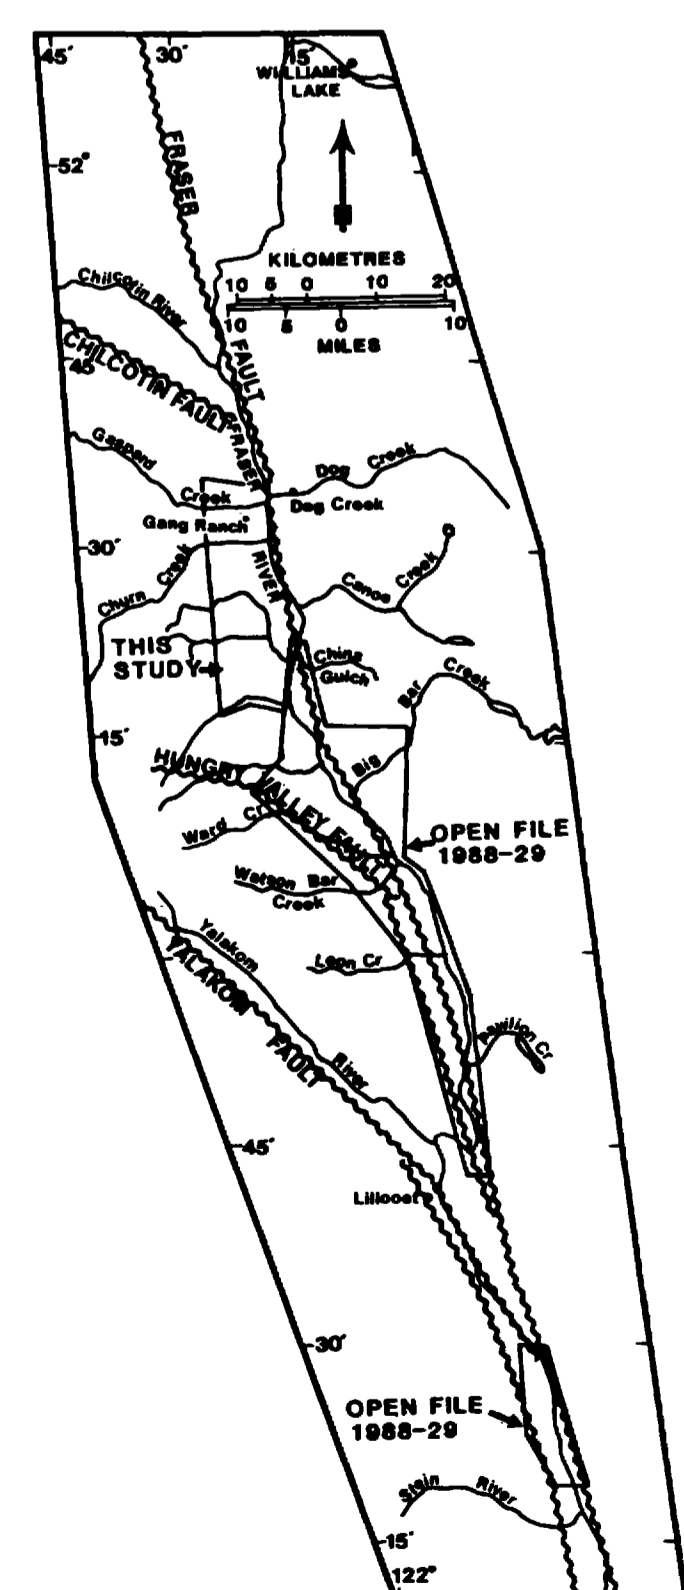 45′ 30′ 15′
WILLIAMS
LAKE
52°
FRASER
KILOMETRES
10 5 0 10 20
10 5 0 10
MILES
Chilcotin River
FAULT
CHILCOTIN FAULT
45′
FRASER
Gaspard
Creek
Dog Creek
Dog Creek
Gang Ranch
30′
RIVER
Churn Creek
Canoe Creek
THIS
STUDY
China
Gulch
Bar Creek
15′
Big
HUNGRY VALLEY FAULT
Ward Cr
OPEN FILE
1988-29
Watson Bar
Creek
Yalakom
Leon Cr
YALAKOM
FAULT
River
Pavilion Cr
45′
Lillooet
30′
OPEN FILE
1988-29
Stein River
15′
122°